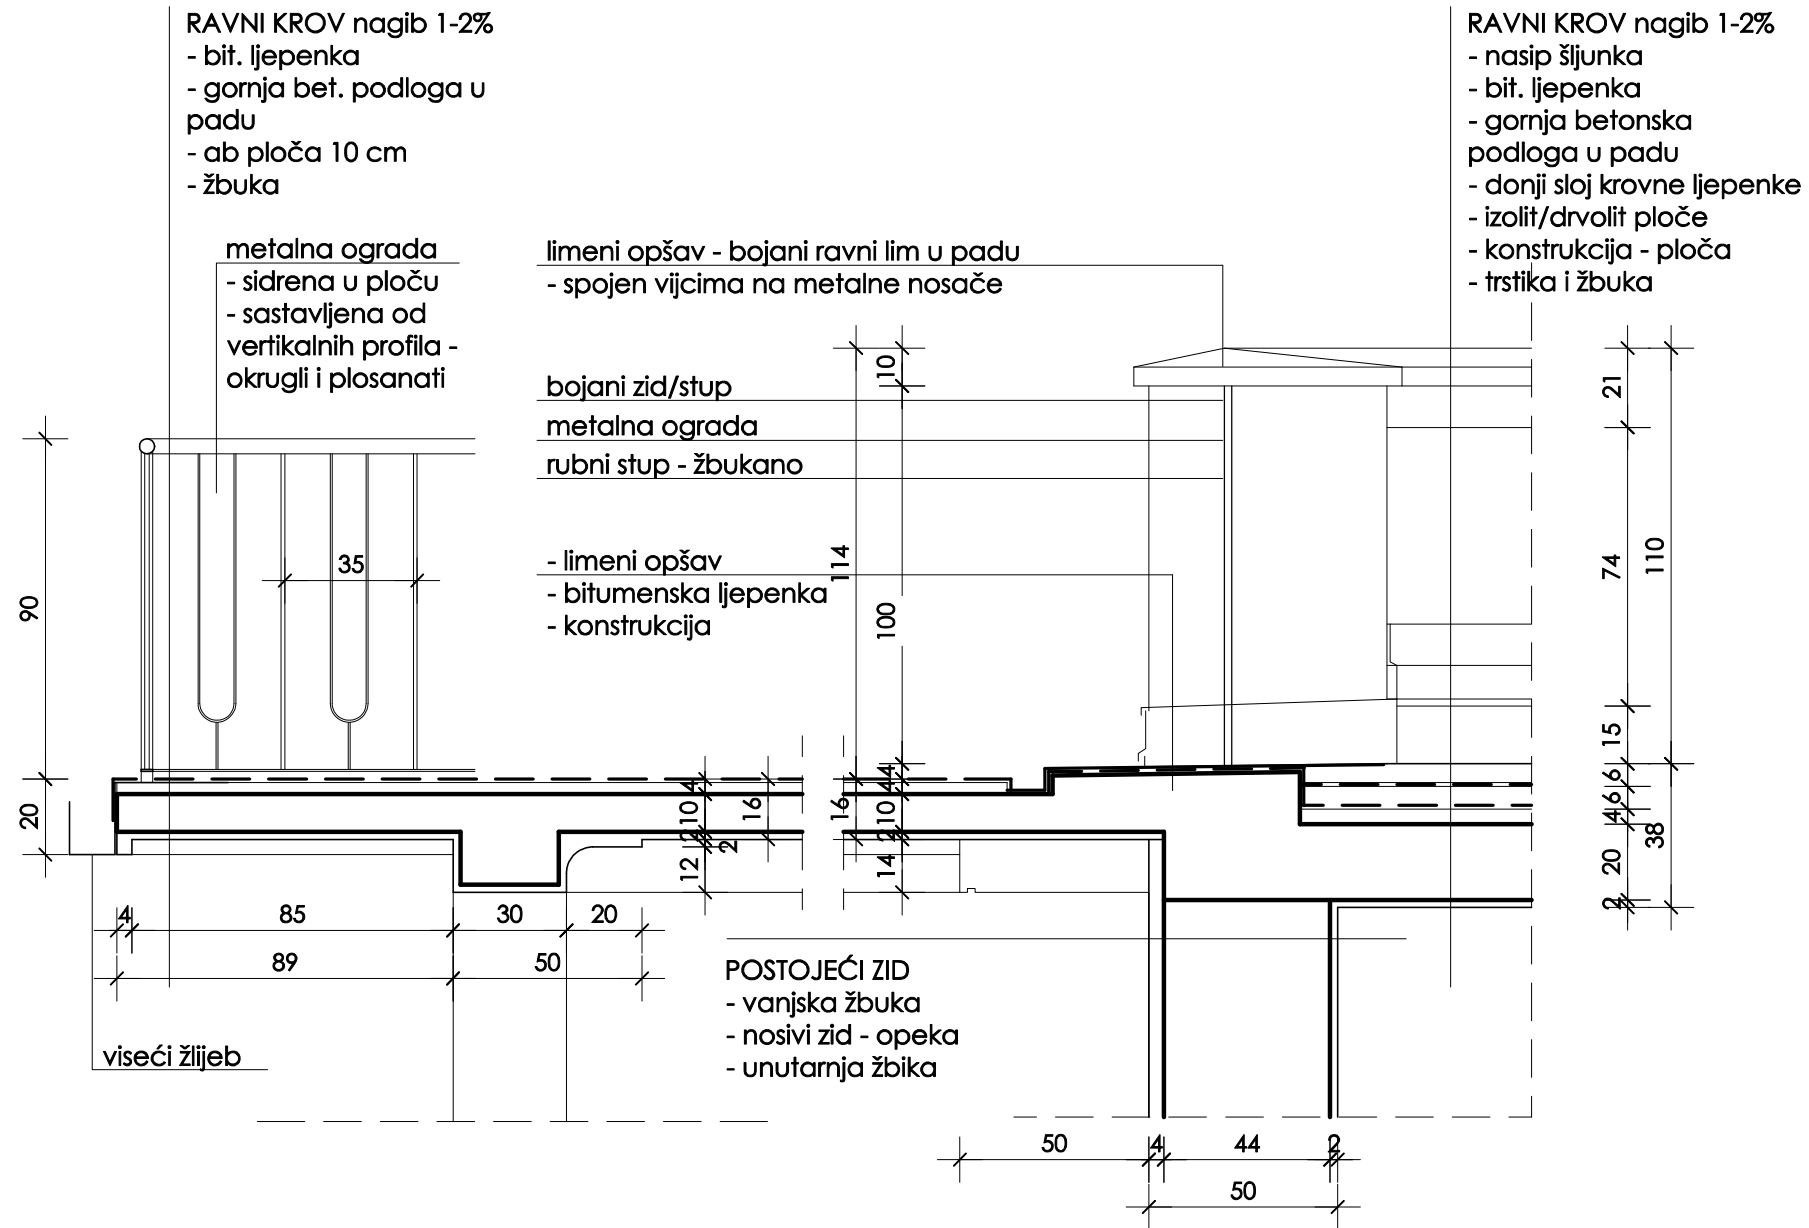 RAVNI KROV nagib 1-2%
- bit. ljepenka
- gornja bet. podloga u
padu
- ab ploča 10 cm
- žbuka
RAVNI KROV nagib 1-2%
- nasip šljunka
- bit. ljepenka
- gornja betonska
podloga u padu
- donji sloj krovne ljepenke
- izolit/drvolit ploče
- konstrukcija - ploča
- trstika i žbuka
metalna ograda
- sidrena u ploču
- sastavljena od
vertikalnih profila -
okrugli i plosanati
limeni opšav - bojani ravni lim u padu
- spojen vijcima na metalne nosače
bojani zid/stup
metalna ograda
rubni stup - žbukano
- limeni opšav
- bitumenska ljepenka
- konstrukcija
90
20
35
114
10
100
4
10
2
12
2
16
16
4
4
10
2
14
21
74
15
6
6
4
20
2
110
38
4 85 30 20
89 50
viseći žlijeb
POSTOJEĆI ZID
- vanjska žbuka
- nosivi zid - opeka
- unutarnja žbika
50 4 44 2
50